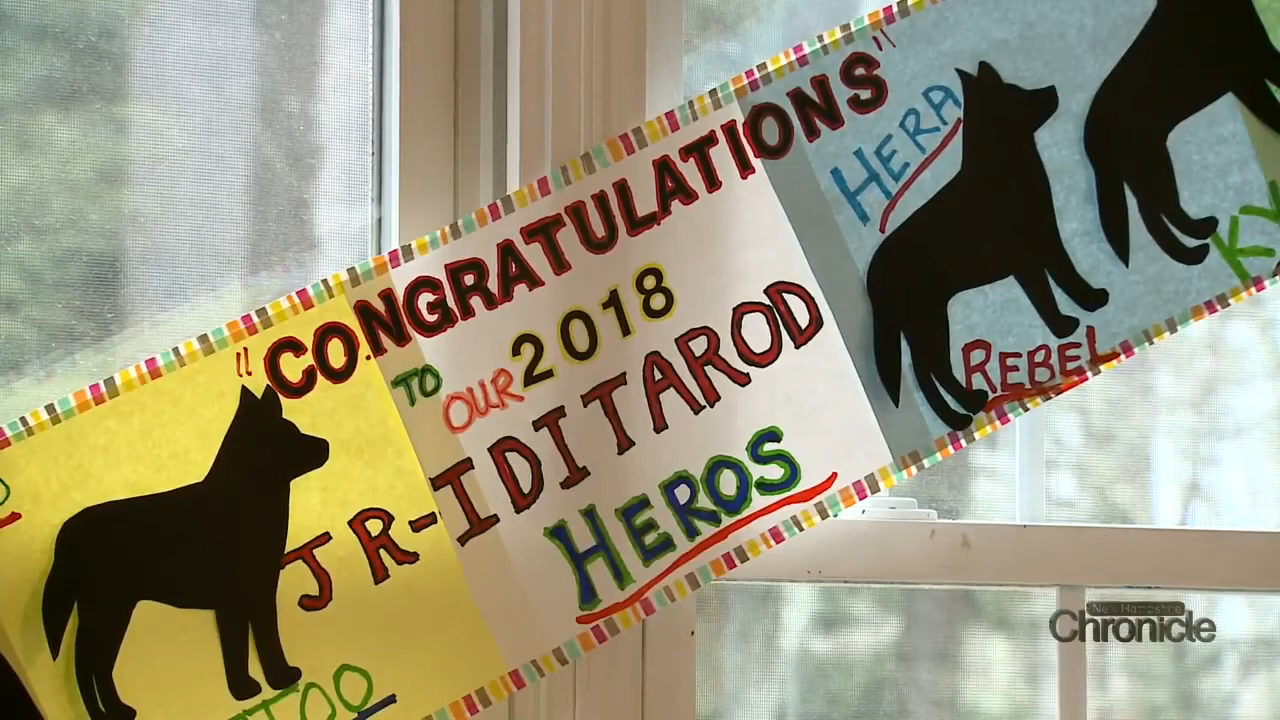 "CONGRATULATIONS"
TO OUR 2018
JR-IDITAROD
HEROS
HERA
REBEL
New Hampshire
Chronicle